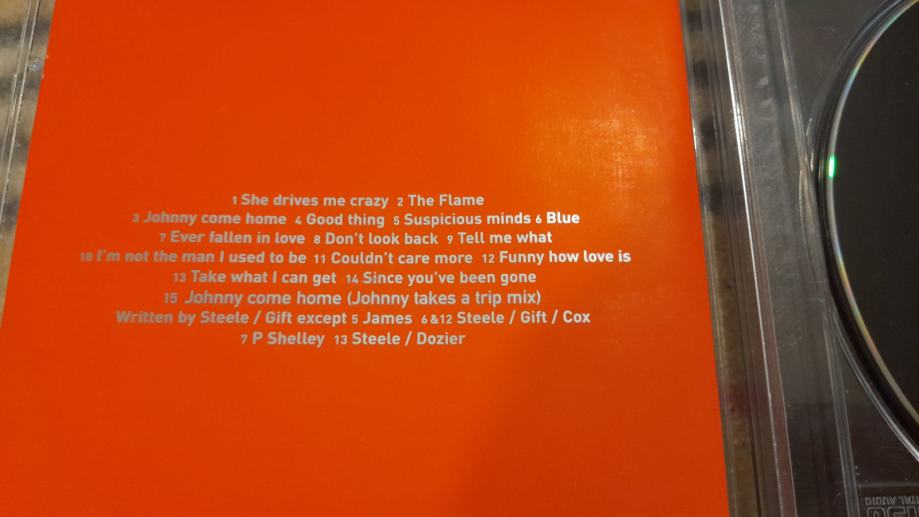 1 She drives me crazy 2 The Flame
3 Johnny come home 4 Good thing 5 Suspicious minds 6 Blue
7 Ever fallen in love 8 Don't look back 9 Tell me what
10 I'm not the man I used to be 11 Couldn't care more 12 Funny how love is
13 Take what I can get 14 Since you've been gone
15 Johnny come home (Johnny takes a trip mix)
Written by Steele / Gift except 5 James 6 &12 Steele / Gift / Cox
7 P Shelley 13 Steele / Dozier